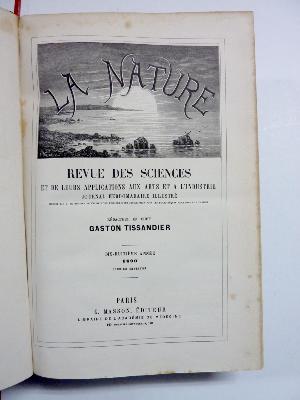 LA NATURE
REVUE DES SCIENCES
ET DE LEURS APPLICATIONS AUX ARTS ET A L'INDUSTRIE
JOURNAL HEBDOMADAIRE ILLUSTRÉ
RÉDACTEUR EN CHEF
GASTON TISSANDIER
DIX-HUITIÈME ANNÉE
1890
PARIS
G. MASSON, ÉDITEUR
LIBRAIRE DE L'ACADÉMIE DE MÉDECINE